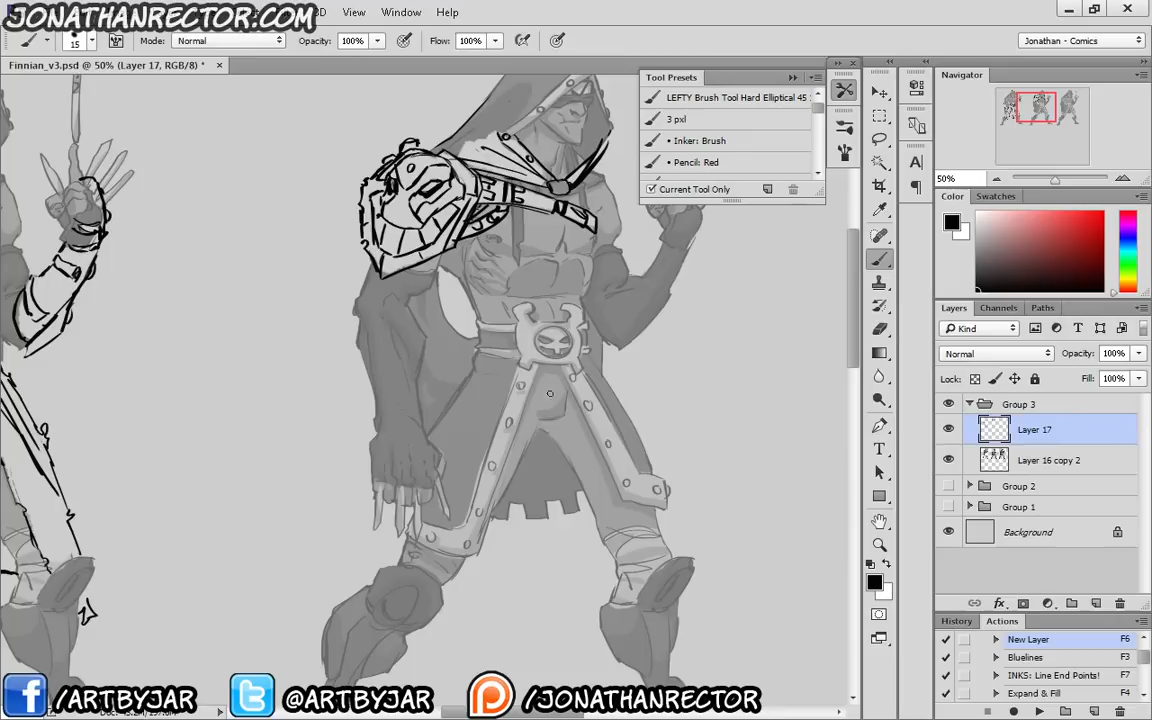 JONATHANRECTOR.COM
View
Window
Help
15
Mode:
Normal
Opacity:
100%
Flow:
100%
Jonathan - Comics
Finnian_v3.psd @ 50% (Layer 17, RGB/8) *
Tool Presets
LEFTY Brush Tool Hard Elliptical 45
3 pxl
• Inker: Brush
• Pencil: Red
Current Tool Only
Navigator
50%
Color
Swatches
Layers
Channels
Paths
Kind
Normal
Opacity:
100%
Lock:
Fill:
100%
Group 3
Layer 17
Layer 16 copy 2
Group 2
Group 1
Background
History
Actions
New Layer
F6
Bluelines
F3
INKS: Line End Points!
F7
Expand & Fill
F4
/ARTBYJAR
@ARTBYJAR
/JONATHANRECTOR